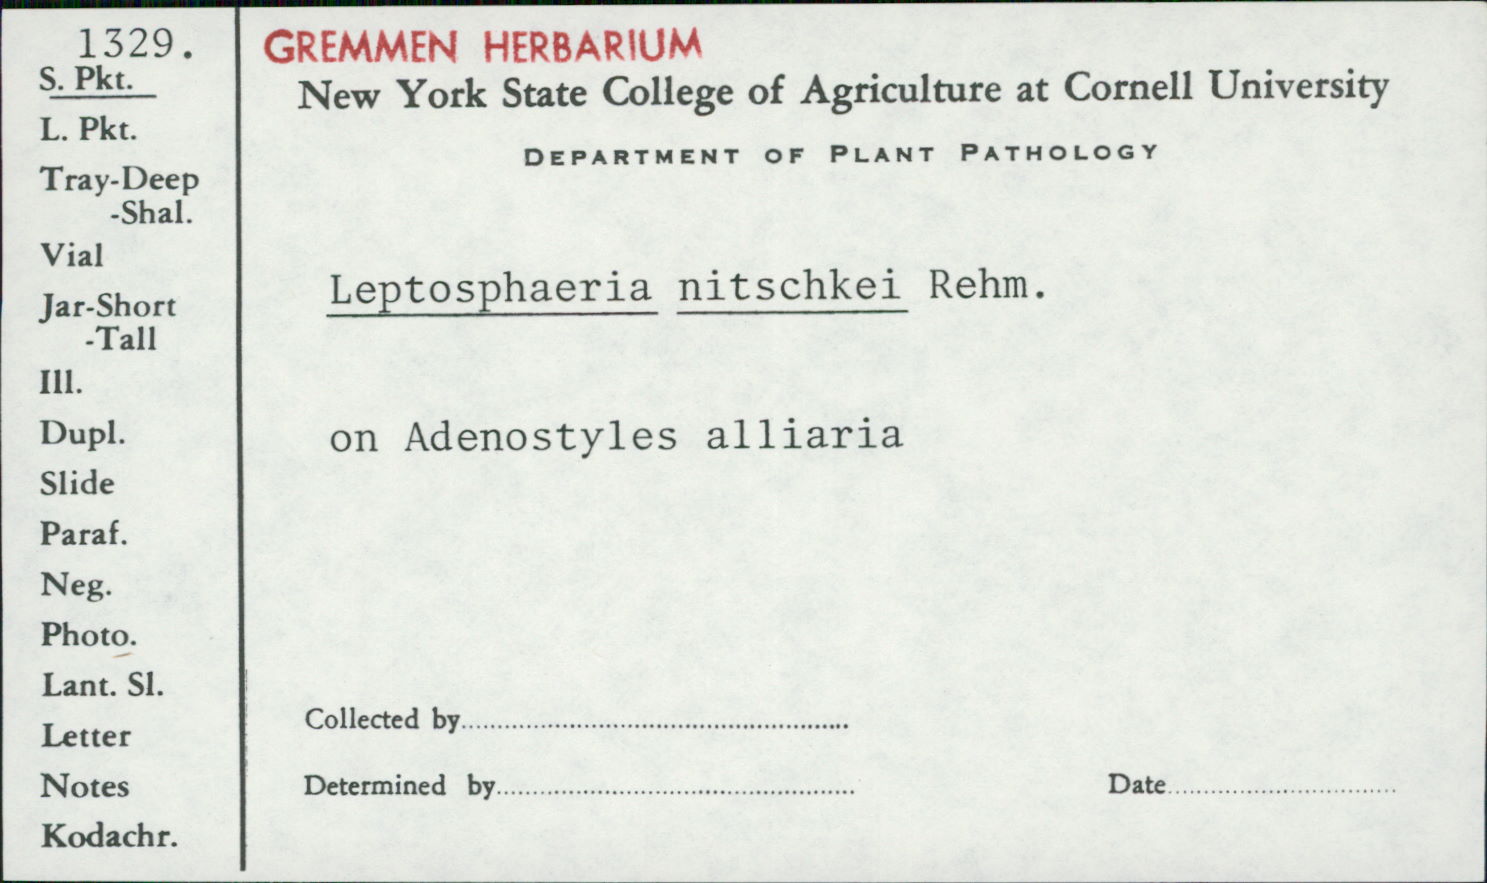 1329.
S. Pkt.
L. Pkt.
Tray-Deep
-Shal.
Vial
Jar-Short
-Tall
Ill.
Dupl.
Slide
Paraf.
Neg.
Photo.
Lant. Sl.
Letter
Notes
Kodachr.
GREMMEN HERBARIUM
New York State College of Agriculture at Cornell University
DEPARTMENT OF PLANT PATHOLOGY
Leptosphaeria nitschkei Rehm.
on Adenostyles alliaria
Collected by
Determined by Date